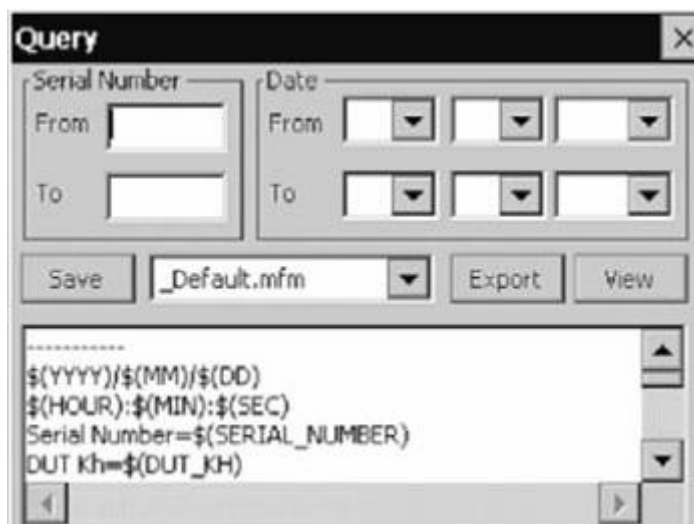 Query
Serial Number
Date
From
From
To
To
Save
_Default.mfm
Export
View
-----------
$(YYYY)/$(MM)/$(DD)
$(HOUR):$(MIN):$(SEC)
Serial Number=$(SERIAL_NUMBER)
DUT Kh=$(DUT_KH)